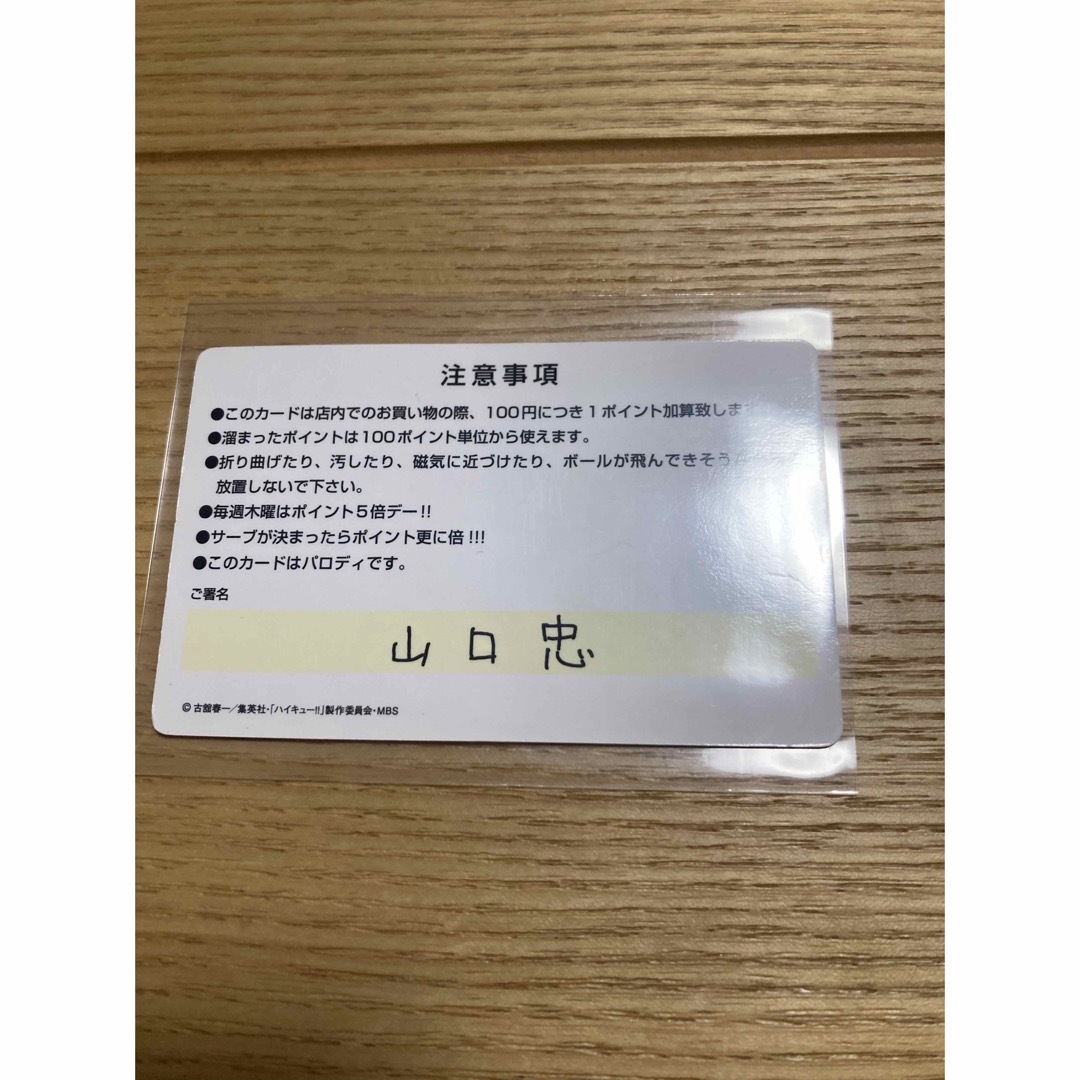 注意事項
●このカードは店内でのお買い物の際、100円につき1ポイント加算致します
●溜まったポイントは100ポイント単位から使えます。
●折り曲げたり、汚したり、磁気に近づけたり、ボールが飛んできそう
放置しないで下さい。
●毎週木曜はポイント5倍デー!!
●サーブが決まったらポイント更に倍!!!
●このカードはパロディです。
ご署名
山口忠
© 古舘春一／集英社・「ハイキュー!!」製作委員会・MBS